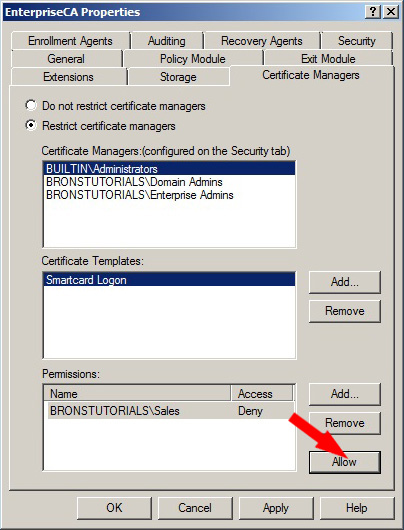 EnterpriseCA Properties
Enrollment Agents Auditing Recovery Agents Security
General Policy Module Exit Module
Extensions Storage Certificate Managers
Do not restrict certificate managers
Restrict certificate managers
Certificate Managers:(configured on the Security tab)
BUILTIN\Administrators
BRONSTUTORIALS\Domain Admins
BRONSTUTORIALS\Enterprise Admins
Certificate Templates:
Smartcard Logon
Add...
Remove
Permissions:
Name Access
BRONSTUTORIALS\Sales Deny
Add...
Remove
Allow
OK Cancel Apply Help